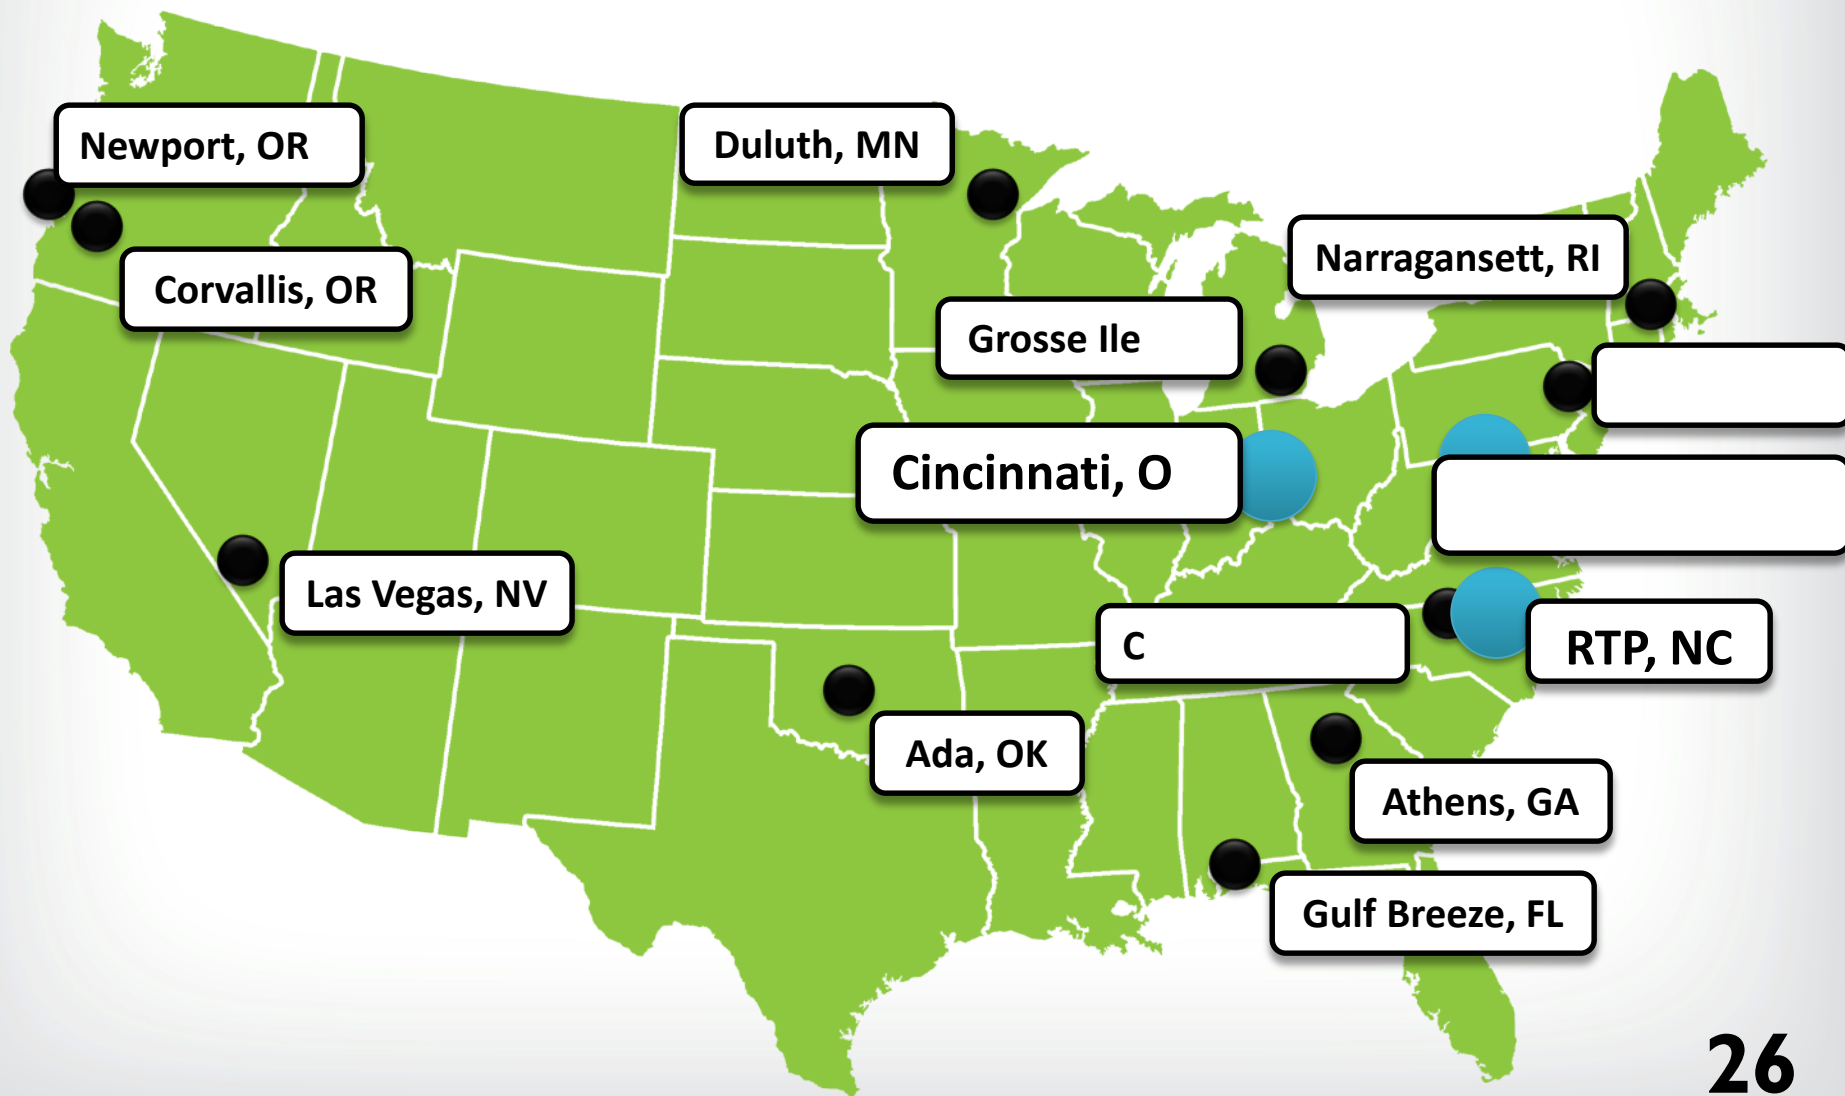 Newport, OR
Duluth, MN
Narragansett, RI
Corvallis, OR
Grosse Ile
Cincinnati, O
Las Vegas, NV
C
RTP, NC
Ada, OK
Athens, GA
Gulf Breeze, FL
26